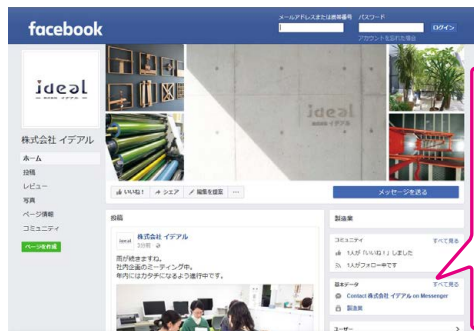 facebook
メールアドレスまたは携帯番号 パスワード
ログイン
アカウントを忘れた場合
ideal
株式会社 イデアル
ホーム
投稿
レビュー
写真
ページ情報
コミュニティ
ページを作成
ideal
いいね! シェア 編集を提案 ...
メッセージを送る
投稿
ideal
株式会社 イデアル
雨が続きますね。
社内企画のミーティング中。
年内にはカタチになるよう進行中です。
製造業
コミュニティ すべて見る
1人が「いいね!」しました
1人がフォロー中です
基本データ すべて見る
Contact 株式会社 イデアル on Messenger
製造業
ユーザー